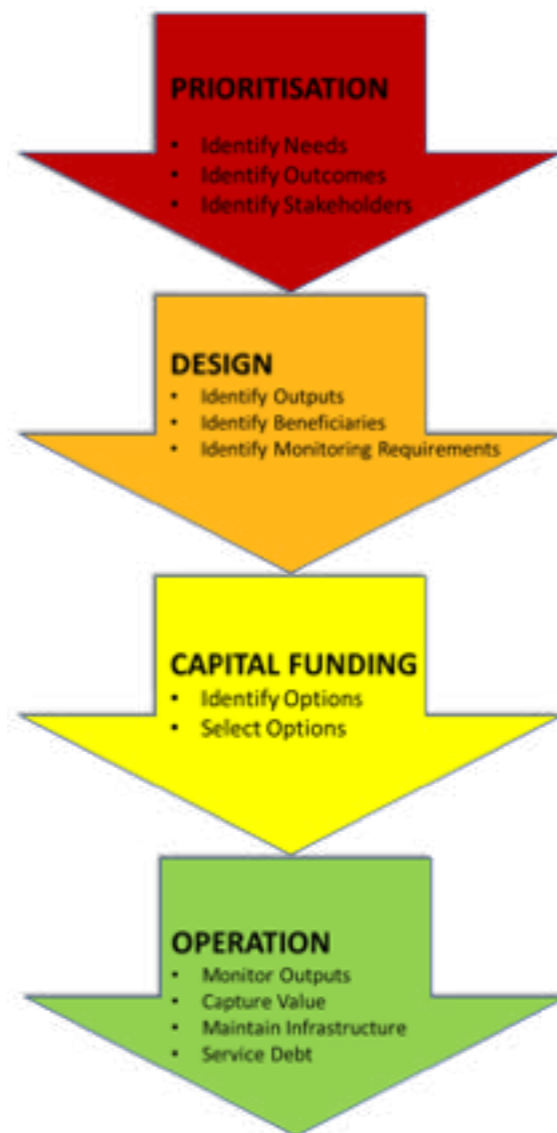 PRIORITISATION
• Identify Needs
• Identify Outcomes
• Identify Stakeholders
DESIGN
• Identify Outputs
• Identify Beneficiaries
• Identify Monitoring Requirements
CAPITAL FUNDING
• Identify Options
• Select Options
OPERATION
• Monitor Outputs
• Capture Value
• Maintain Infrastructure
• Service Debt